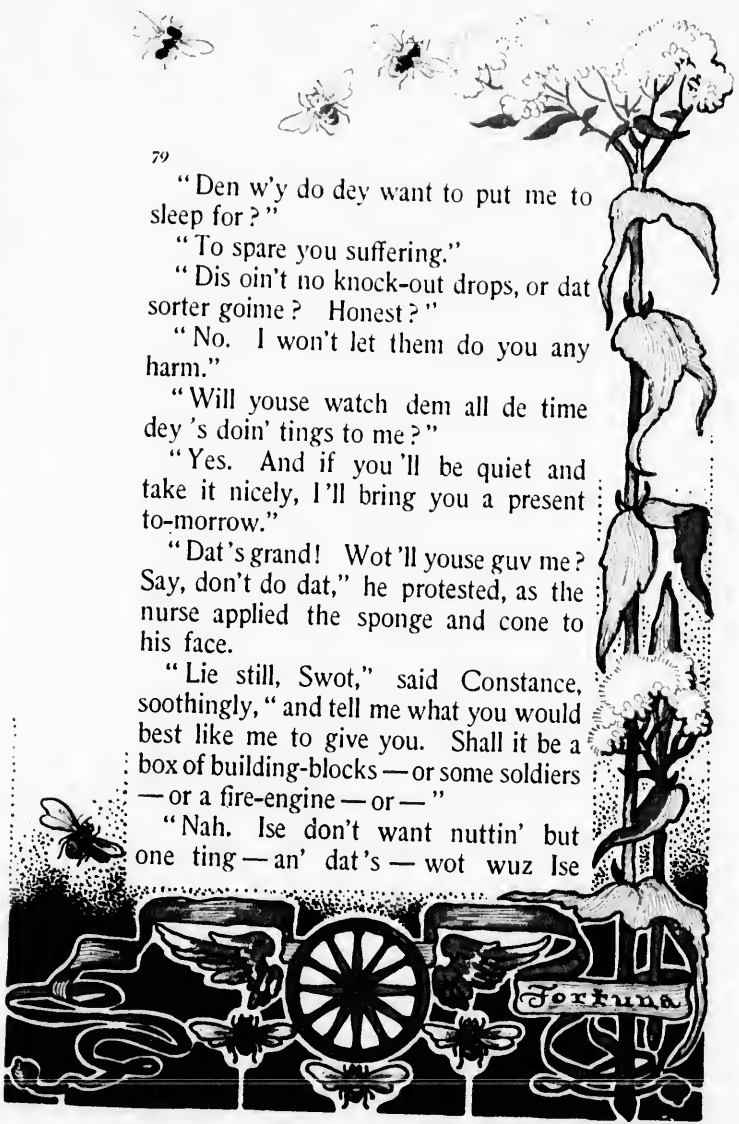 79
"Den w'y do dey want to put me to
sleep for?"
"To spare you suffering."
"Dis oin't no knock-out drops, or dat
sorter goime? Honest?"
"No. I won't let them do you any
harm."
"Will youse watch dem all de time
dey 's doin' tings to me?"
"Yes. And if you 'll be quiet and
take it nicely, I 'll bring you a present
to-morrow."
"Dat's grand! Wot 'll youse guv me?
Say, don't do dat," he protested, as the
nurse applied the sponge and cone to
his face.
"Lie still, Swot," said Constance,
soothingly, "and tell me what you would
best like me to give you. Shall it be a
box of building-blocks — or some soldiers
— or a fire-engine — or — "
"Nah. Ise don't want nuttin' but
one ting — an' dat's — wot wuz Ise
Fortuna